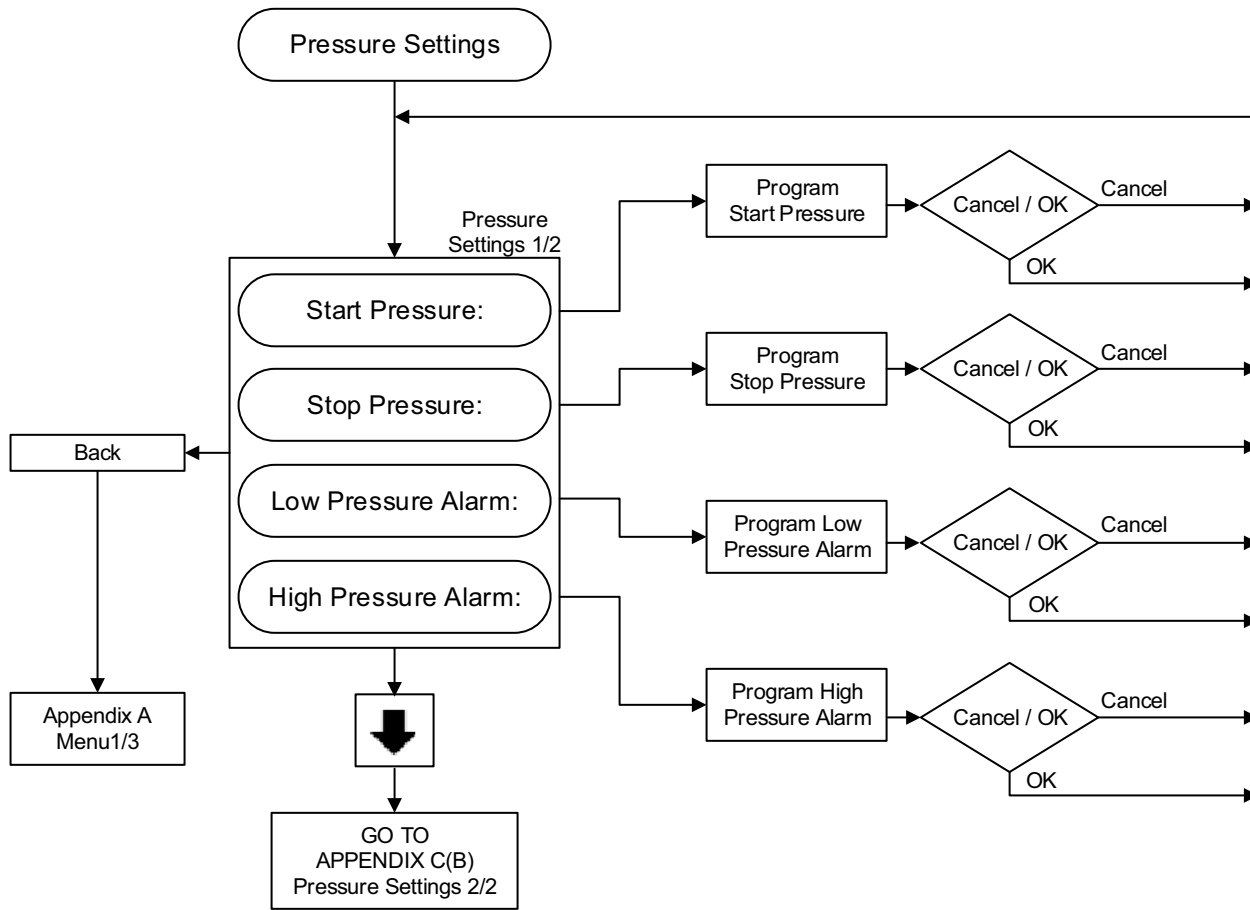 Pressure Settings
Pressure
Settings 1/2
Start Pressure:
Stop Pressure:
Low Pressure Alarm:
High Pressure Alarm:
Back
Appendix A
Menu1/3
GO TO
APPENDIX C(B)
Pressure Settings 2/2
Program
Start Pressure
Cancel / OK
Cancel
OK
Program
Stop Pressure
Cancel / OK
Cancel
OK
Program Low
Pressure Alarm
Cancel / OK
Cancel
OK
Program High
Pressure Alarm
Cancel / OK
Cancel
OK